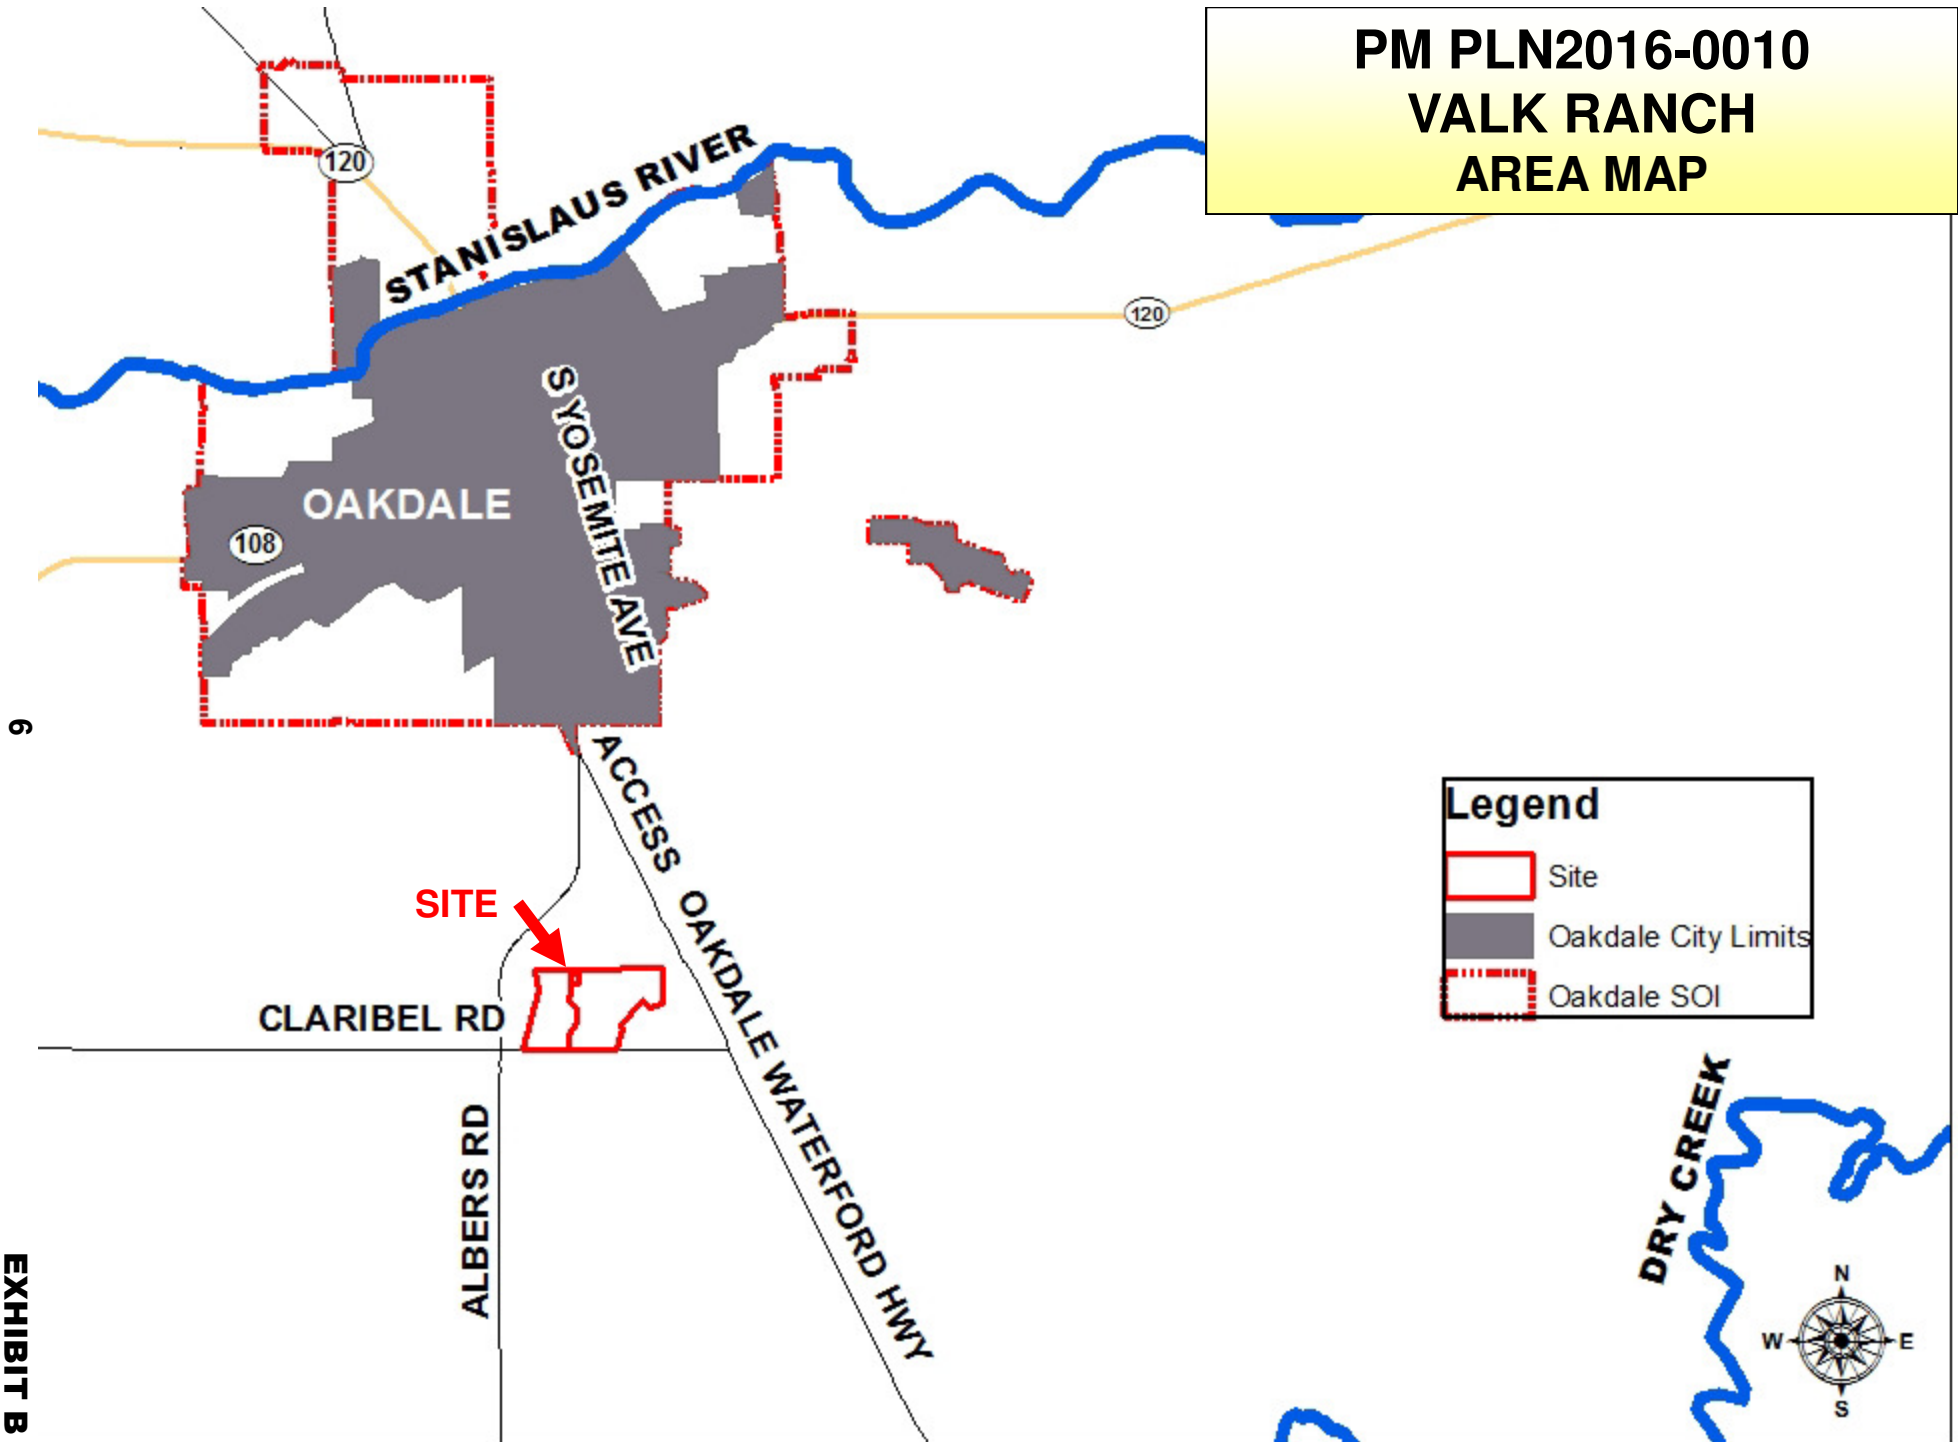 PM PLN2016-0010
VALK RANCH
AREA MAP
120
STANISLAUS RIVER
120
S YOSEMITE AVE
OAKDALE
108
ACCESS OAKDALE WATERFORD HWY
SITE
CLARIBEL RD
ALBERS RD
Legend
Site
Oakdale City Limits
Oakdale SOI
DRY CREEK
N
W
E
S
6
EXHIBIT B